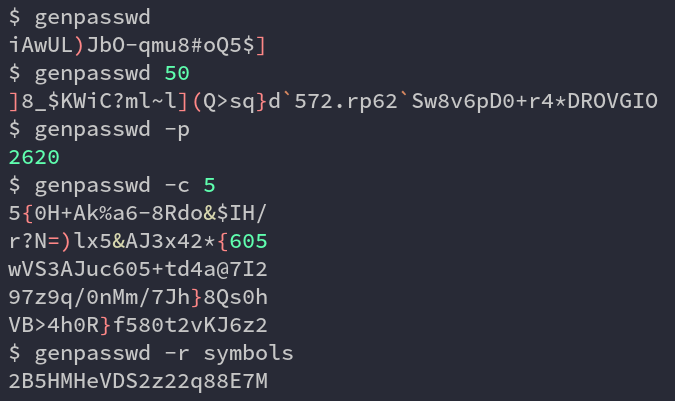 $ genpasswd
iAwUL)JbO-qmu8#oQ5$]
$ genpasswd 50
]8_$KWiC?ml~l](Q>sq}d`572.rp62`Sw8v6pD0+r4*DROVGIO
$ genpasswd -p
2620
$ genpasswd -c 5
5{0H+Ak%a6-8Rdo&$IH/
r?N=)lx5&AJ3x42*{605
wVS3AJuc605+td4a@7I2
97z9q/0nMm/7Jh}8Qs0h
VB>4h0R}f580t2vKJ6z2
$ genpasswd -r symbols
2B5HMHeVDS2z22q88E7M